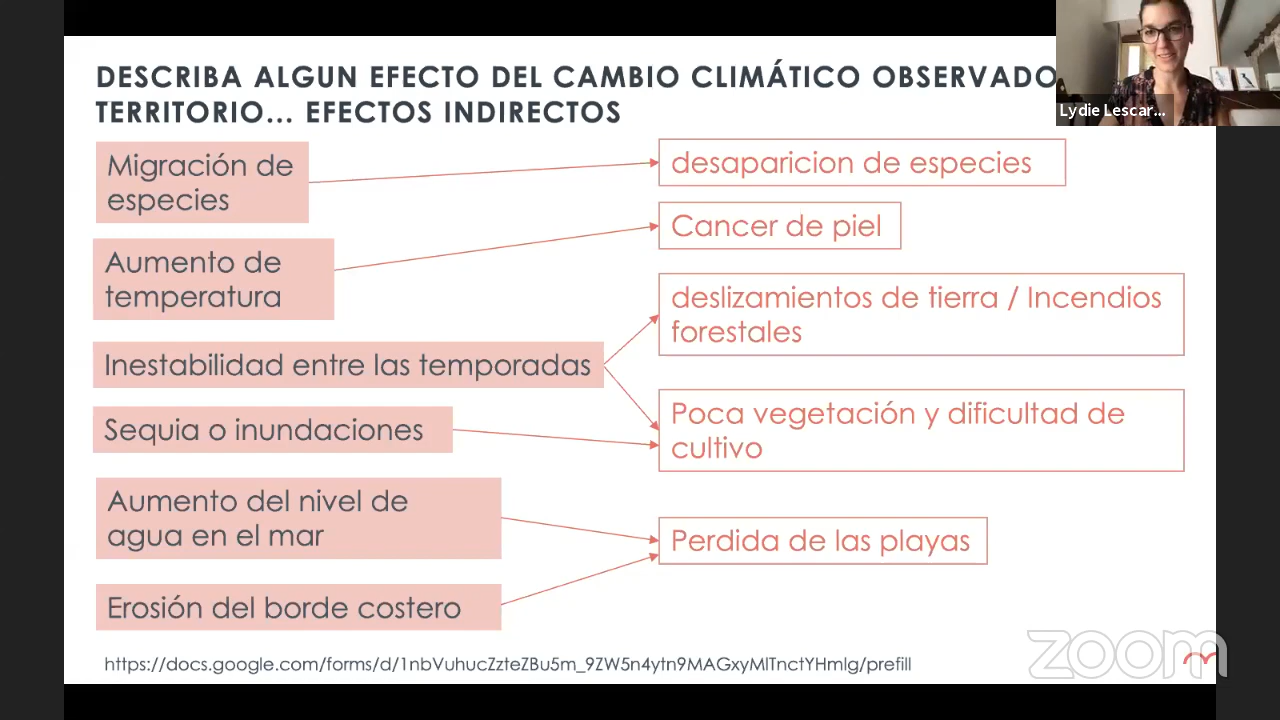 DESCRIBA ALGUN EFECTO DEL CAMBIO CLIMÁTICO OBSERVADO
TERRITORIO... EFECTOS INDIRECTOS
Lydie Lescar...
Migración de
especies
desaparicion de especies
Cancer de piel
Aumento de
temperatura
deslizamientos de tierra / Incendios
forestales
Inestabilidad entre las temporadas
Poca vegetación y dificultad de
cultivo
Sequia o inundaciones
Aumento del nivel de
agua en el mar
Perdida de las playas
Erosión del borde costero
https://docs.google.com/forms/d/1nbVuhucZzteZBu5m_9ZW5n4ytn9MAGxyMlTnctYHmlg/prefill
zoom